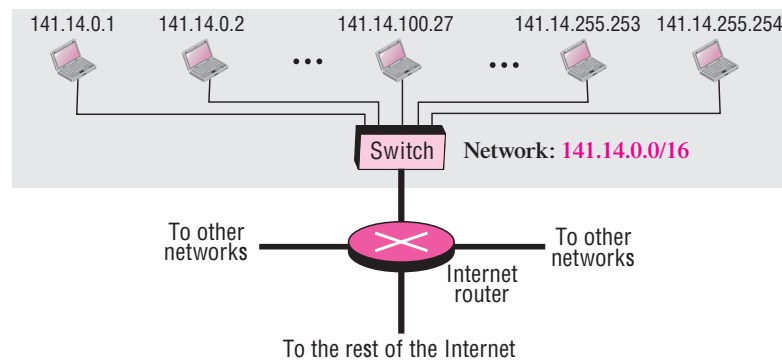 141.14.0.1 141.14.0.2 141.14.100.27 141.14.255.253 141.14.255.254
Switch Network: 141.14.0.0/16
To other
networks
To other
networks
Internet
router
To the rest of the Internet